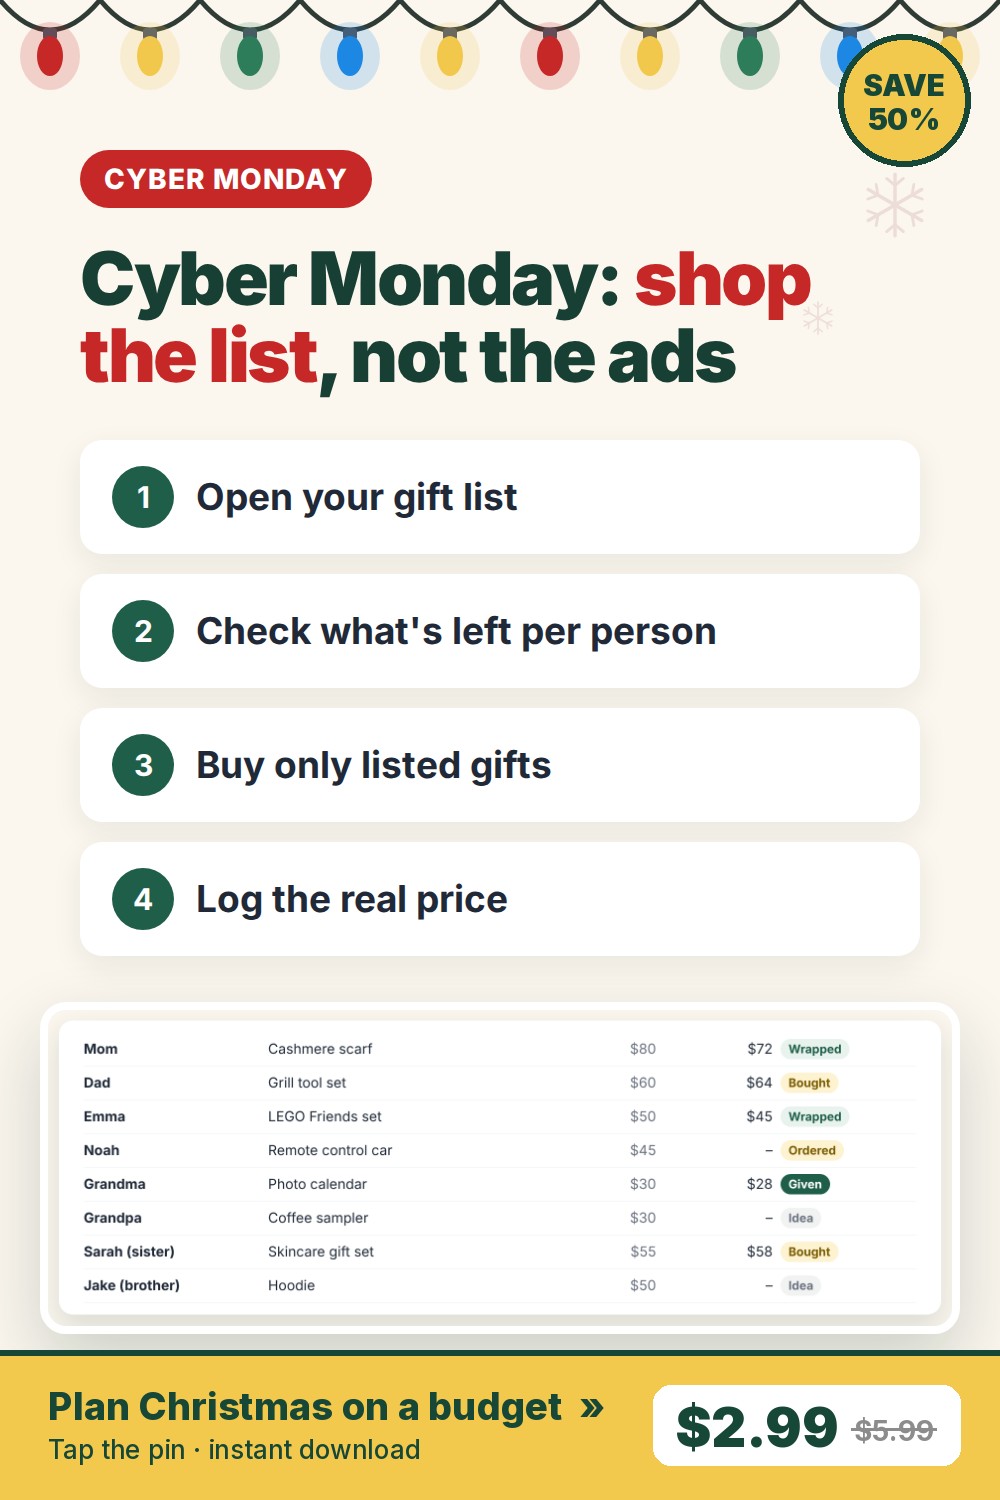 SAVE
50%
CYBER MONDAY
Cyber Monday: shop
the list, not the ads
1 Open your gift list
2 Check what's left per person
3 Buy only listed gifts
4 Log the real price
Mom Cashmere scarf $80 $72 Wrapped
Dad Grill tool set $60 $64 Bought
Emma LEGO Friends set $50 $45 Wrapped
Noah Remote control car $45 – Ordered
Grandma Photo calendar $30 $28 Given
Grandpa Coffee sampler $30 – Idea
Sarah (sister) Skincare gift set $55 $58 Bought
Jake (brother) Hoodie $50 – Idea
Plan Christmas on a budget »
Tap the pin · instant download
$2.99 $5.99